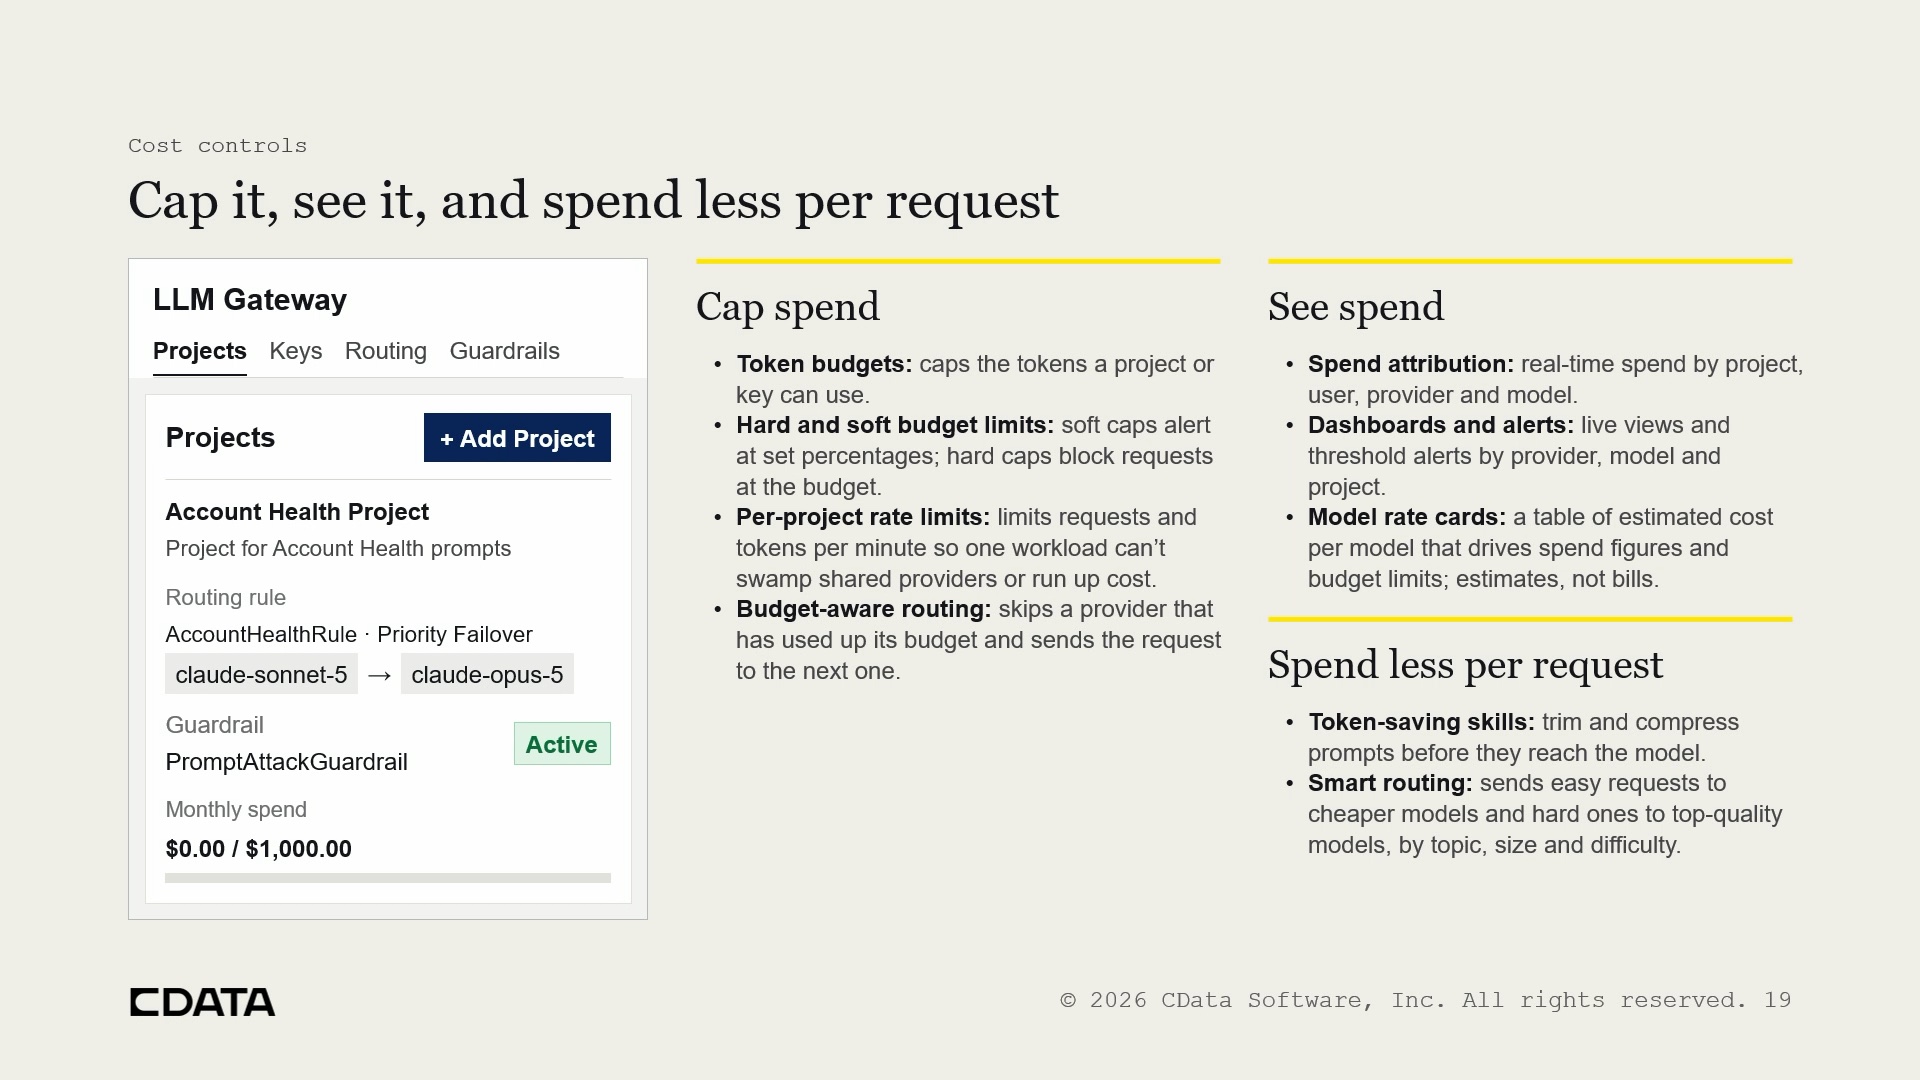 Cost controls
Cap it, see it, and spend less per request
LLM Gateway
Projects Keys Routing Guardrails
Projects
+ Add Project
Account Health Project
Project for Account Health prompts
Routing rule
AccountHealthRule · Priority Failover
claude-sonnet-5 → claude-opus-5
Guardrail
PromptAttackGuardrail
Active
Monthly spend
$0.00 / $1,000.00
Cap spend
• Token budgets: caps the tokens a project or
key can use.
• Hard and soft budget limits: soft caps alert
at set percentages; hard caps block requests
at the budget.
• Per-project rate limits: limits requests and
tokens per minute so one workload can’t
swamp shared providers or run up cost.
• Budget-aware routing: skips a provider that
has used up its budget and sends the request
to the next one.
See spend
• Spend attribution: real-time spend by project,
user, provider and model.
• Dashboards and alerts: live views and
threshold alerts by provider, model and
project.
• Model rate cards: a table of estimated cost
per model that drives spend figures and
budget limits; estimates, not bills.
Spend less per request
• Token-saving skills: trim and compress
prompts before they reach the model.
• Smart routing: sends easy requests to
cheaper models and hard ones to top-quality
models, by topic, size and difficulty.
CDATA
© 2026 CData Software, Inc. All rights reserved. 19